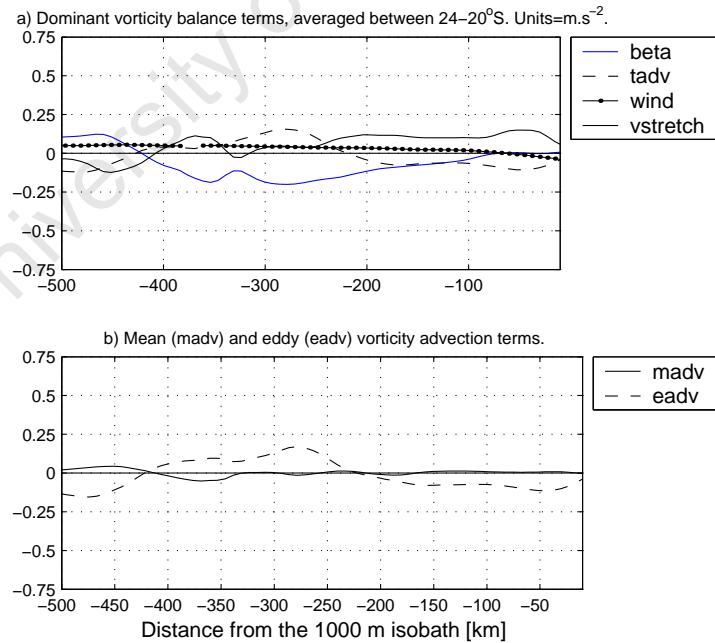 a) Dominant vorticity balance terms, averaged between 24−20°S. Units=m.s⁻².
0.75
0.5
0.25
0
−0.25
−0.5
−0.75
−500 −400 −300 −200 −100
beta
tadv
wind
vstretch
niversity o
b) Mean (madv) and eddy (eadv) vorticity advection terms.
0.75
0.5
0.25
0
−0.25
−0.5
−0.75
−500 −450 −400 −350 −300 −250 −200 −150 −100 −50
Distance from the 1000 m isobath [km]
madv
eadv